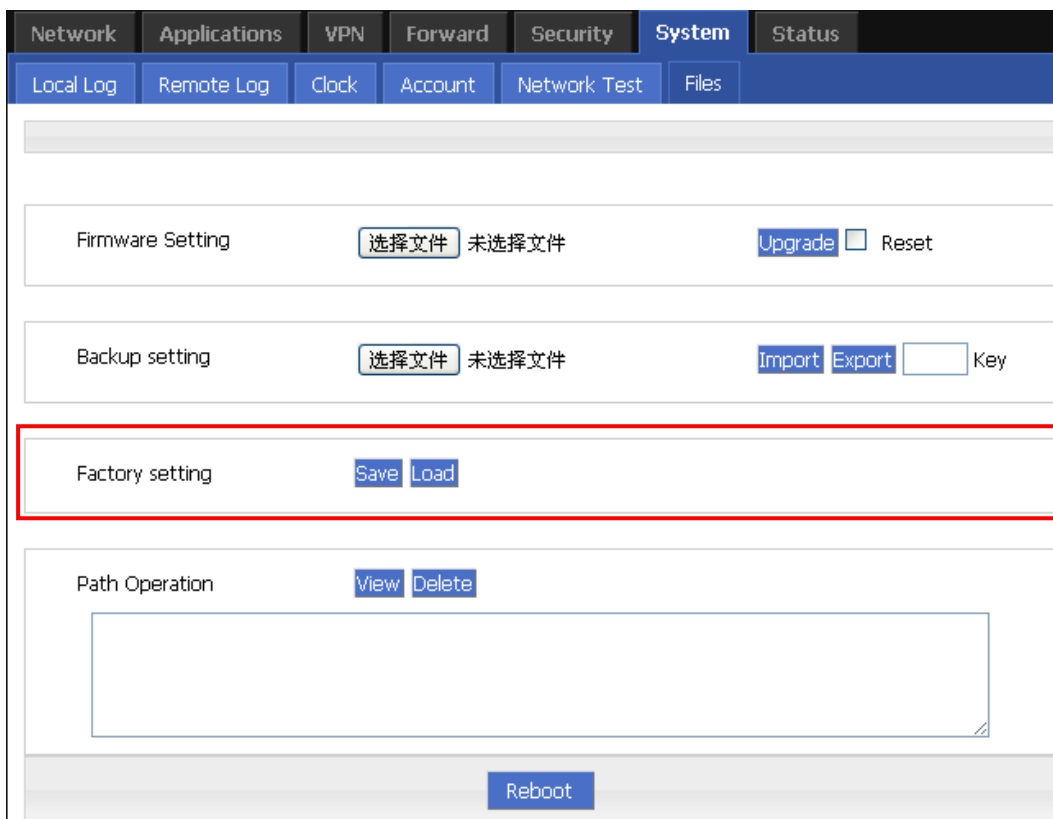 Network Applications VPN Forward Security System Status
Local Log Remote Log Clock Account Network Test Files
Firmware Setting 选择文件 未选择文件 Upgrade Reset
Backup setting 选择文件 未选择文件 Import Export Key
Factory setting Save Load
Path Operation View Delete
Reboot